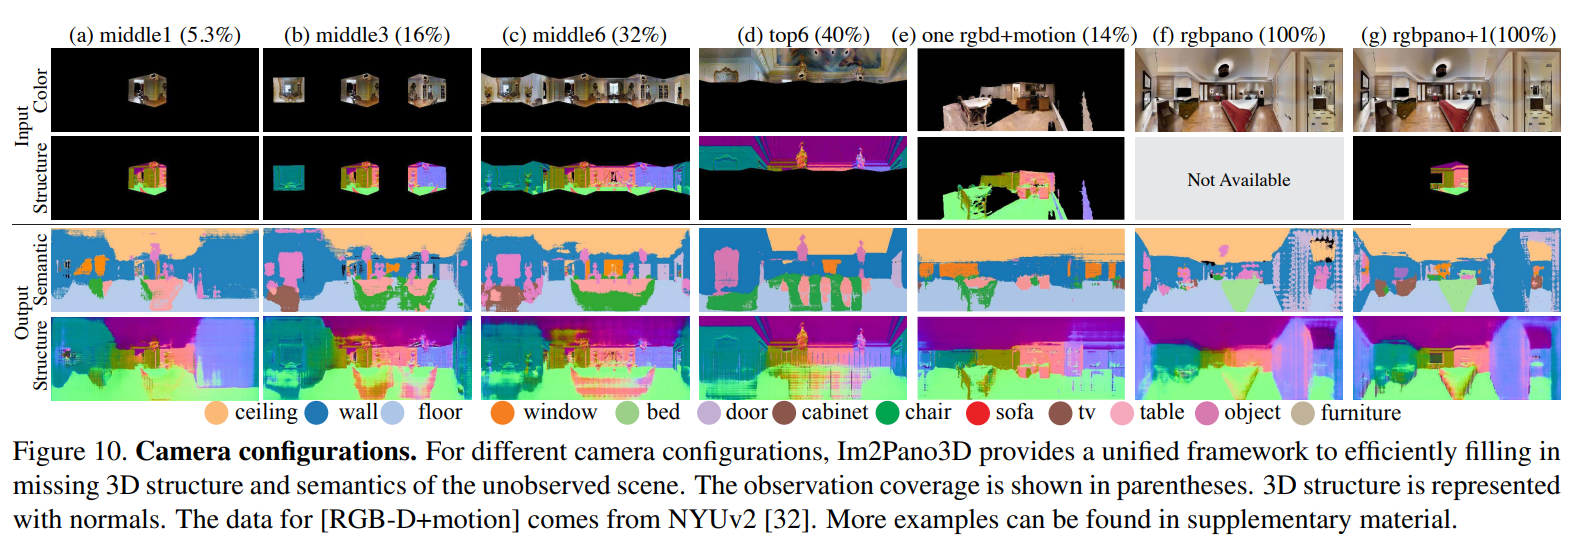 (a) middle1 (5.3%) (b) middle3 (16%) (c) middle6 (32%) (d) top6 (40%) (e) one rgbd+motion (14%) (f) rgbpano (100%) (g) rgbpano+1(100%)
Input
Color
Structure
Not Available
Output
Semantic
Structure
ceiling wall floor window bed door cabinet chair sofa tv table object furniture
Figure 10. Camera configurations. For different camera configurations, Im2Pano3D provides a unified framework to efficiently filling in
missing 3D structure and semantics of the unobserved scene. The observation coverage is shown in parentheses. 3D structure is represented
with normals. The data for [RGB-D+motion] comes from NYUv2 [32]. More examples can be found in supplementary material.